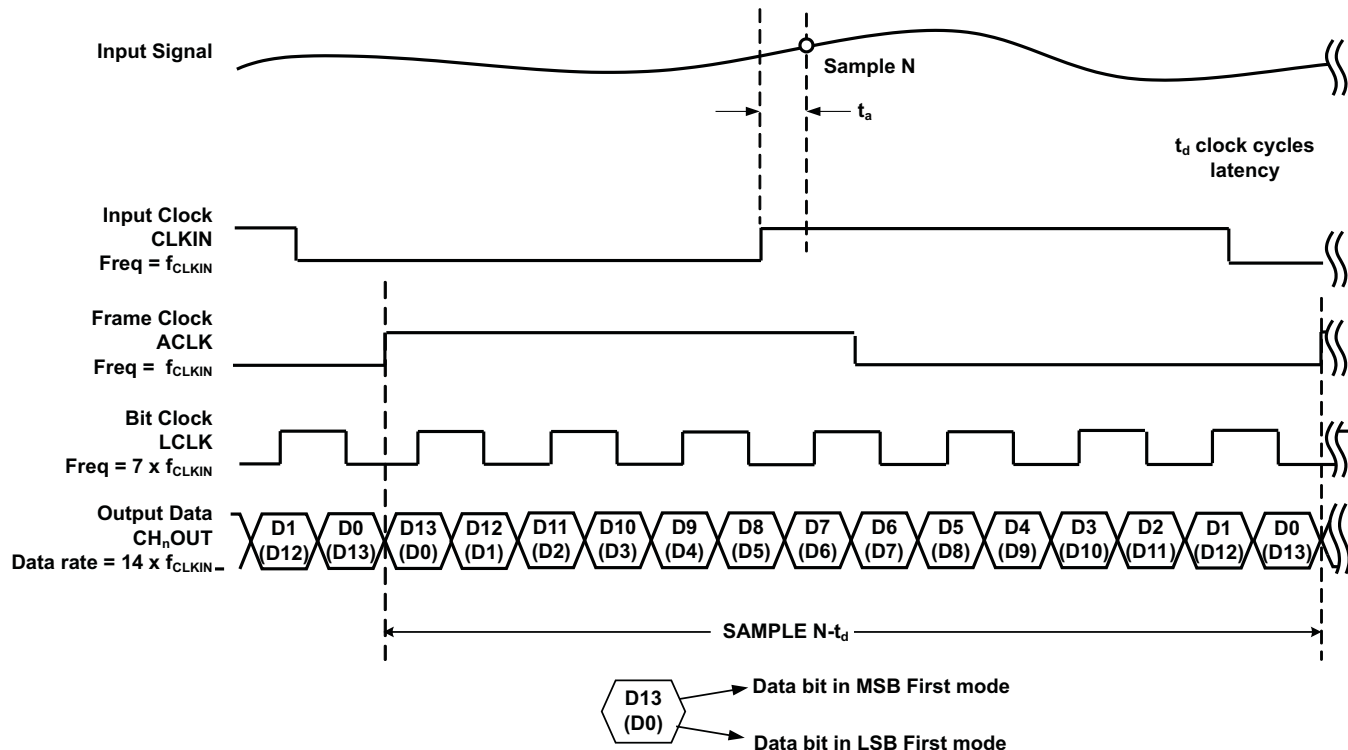 Input Signal
Sample N
tₐ
t_d clock cycles
latency
Input Clock
CLKIN
Freq = f_CLKIN
Frame Clock
ACLK
Freq = f_CLKIN
Bit Clock
LCLK
Freq = 7 x f_CLKIN
Output Data
CHₙOUT
Data rate = 14 x f_CLKIN
D1 D0 D13 D12 D11 D10 D9 D8 D7 D6 D5 D4 D3 D2 D1 D0
(D12) (D13) (D0) (D1) (D2) (D3) (D4) (D5) (D6) (D7) (D8) (D9) (D10) (D11) (D12) (D13)
SAMPLE N-t_d
D13
(D0)
Data bit in MSB First mode
Data bit in LSB First mode